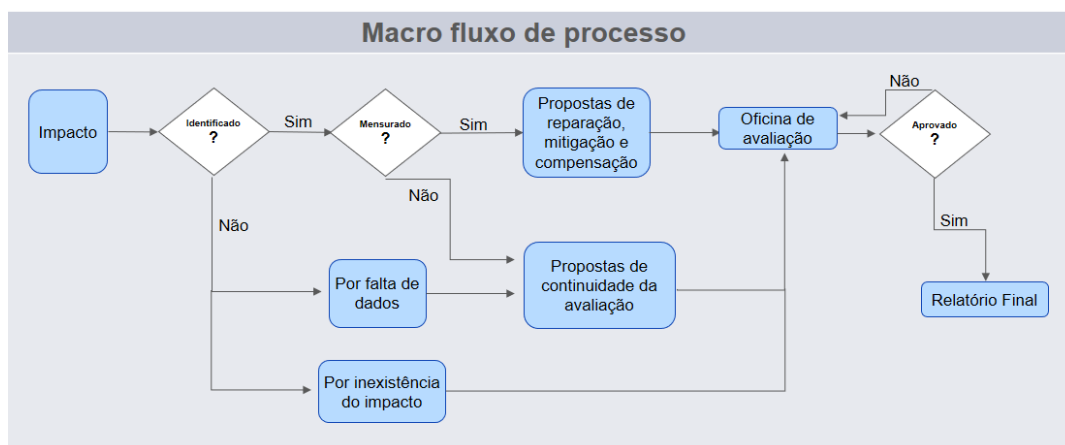 Macro fluxo de processo
Impacto
Identificado
?
Sim
Mensurado
?
Sim
Propostas de
reparação,
mitigação e
compensação
Oficina de
avaliação
Não
Aprovado
?
Não
Não
Sim
Por falta de
dados
Propostas de
continuidade da
avaliação
Relatório Final
Por inexistência
do impacto